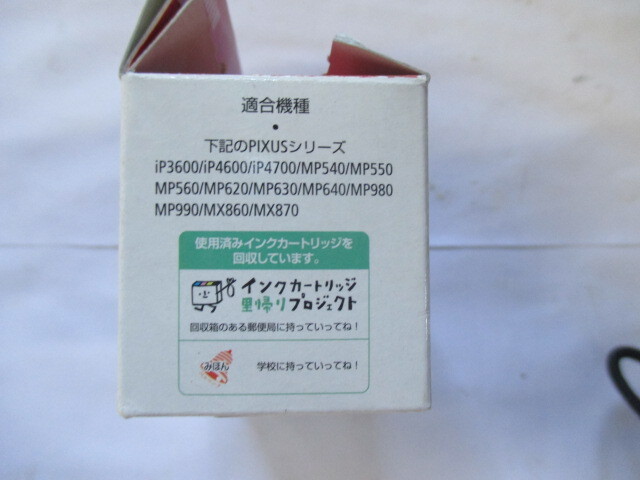 適合機種
●
下記のPIXUSシリーズ
iP3600/iP4600/iP4700/MP540/MP550
MP560/MP620/MP630/MP640/MP980
MP990/MX860/MX870
使用済みインクカートリッジを
回収しています。
インクカートリッジ
里帰りプロジェクト
回収箱のある郵便局に持っていってね!
みほん
学校に持っていってね!